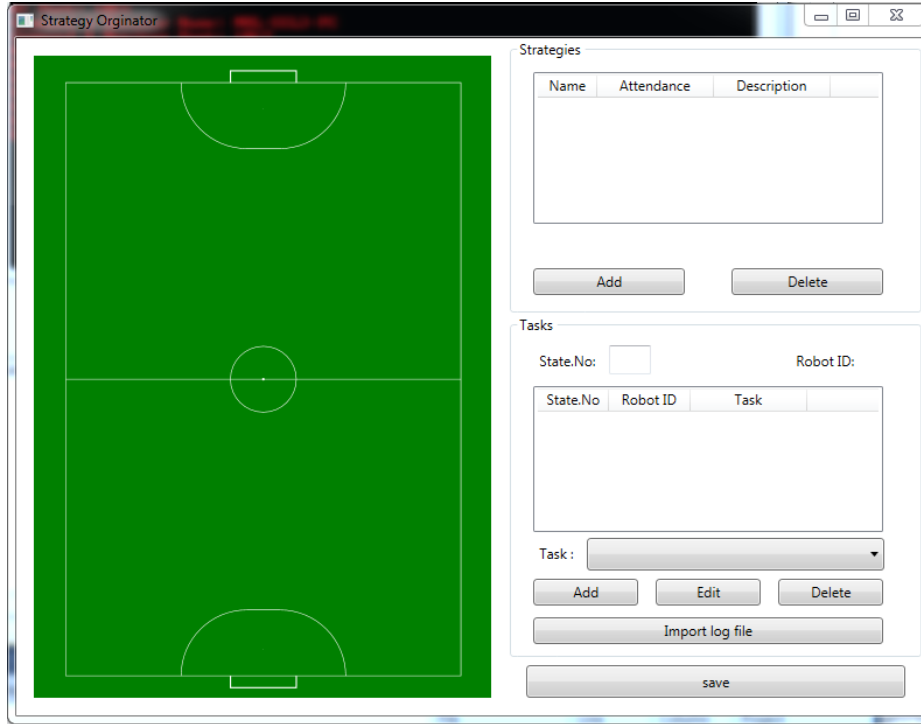 Strategy Orginator
Strategies
Name Attendance Description
Add Delete
Tasks
State.No: Robot ID:
State.No Robot ID Task
Task :
Add Edit Delete
Import log file
save